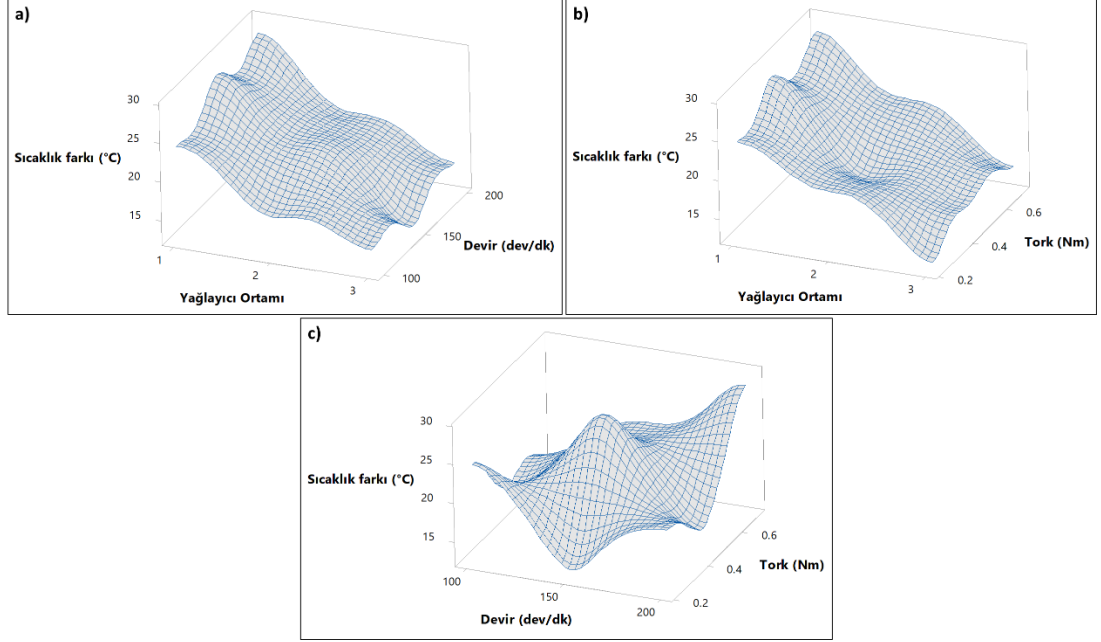 a)
30
25
20
15
Sıcaklık farkı (°C)
1
2
3
Yağlayıcı Ortamı
100
150
200
Devir (dev/dk)
b)
30
25
20
15
Sıcaklık farkı (°C)
1
2
3
Yağlayıcı Ortamı
0.2
0.4
0.6
Tork (Nm)
c)
30
25
20
15
Sıcaklık farkı (°C)
100
150
200
Devir (dev/dk)
0.2
0.4
0.6
Tork (Nm)